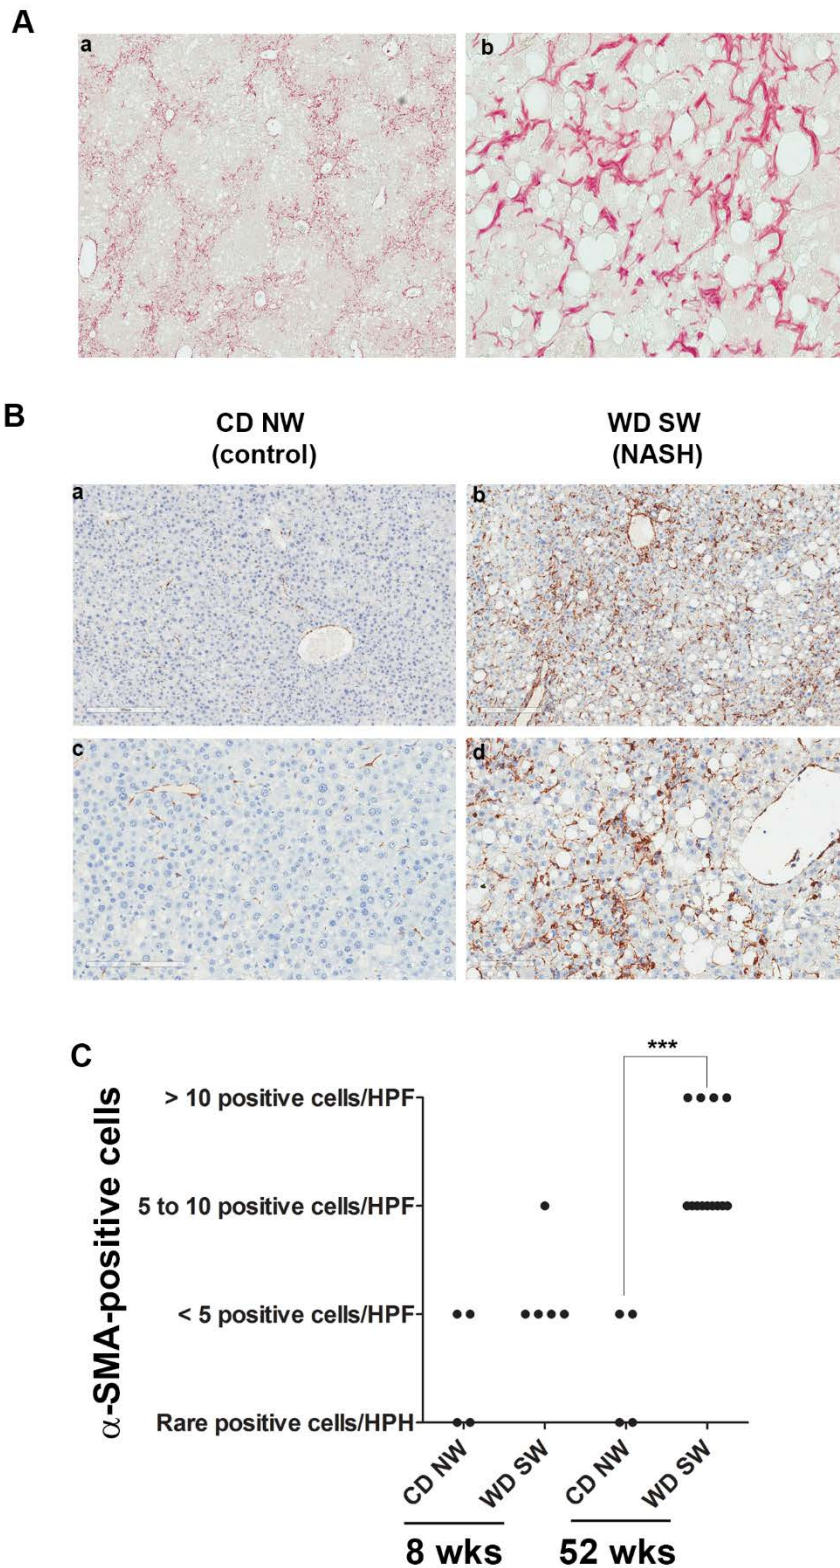 A
a
b
B
CD NW
(control)
WD SW
(NASH)
a
b
c
d
C
***
α-SMA-positive cells
> 10 positive cells/HPF
5 to 10 positive cells/HPF
< 5 positive cells/HPF
Rare positive cells/HPH
CD NW
WD SW
CD NW
WD SW
8 wks
52 wks